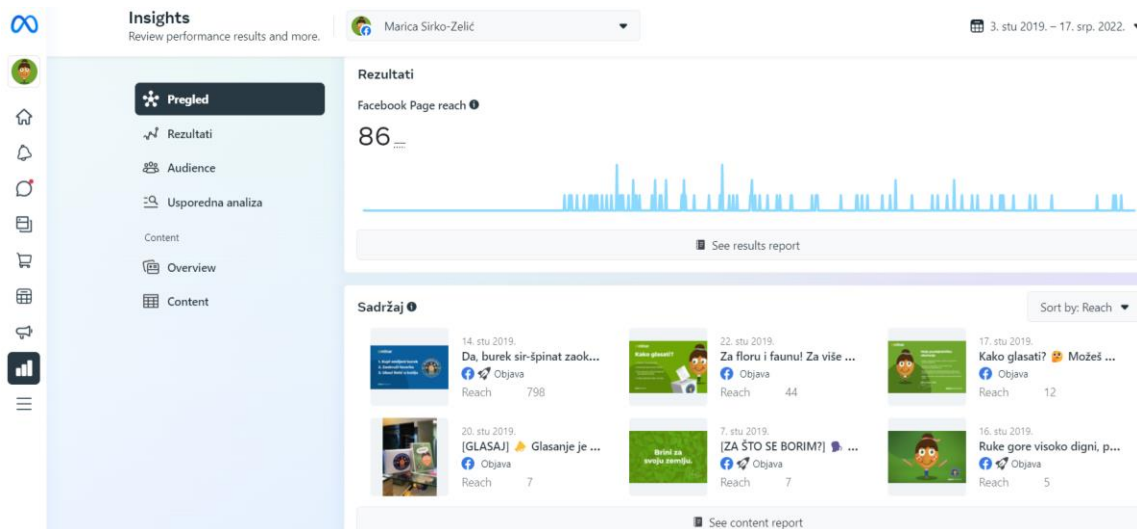 Insights
Review performance results and more.
Marica Sirko-Zelić
3. stu 2019. – 17. srp. 2022.
Pregled
Rezultati
Audience
Usporedna analiza
Content
Overview
Content
Rezultati
Facebook Page reach
86
See results report
Sadržaj
Sort by: Reach
14. stu 2019.
Da, burek sir-špinat zaok...
Objava
Reach 798
Kako glasati?
22. stu 2019.
Za floru i faunu! Za više ...
Objava
Reach 44
17. stu 2019.
Kako glasati? 🤔 Možeš ...
Objava
Reach 12
20. stu 2019.
[GLASAJ] Glasanje je ...
Objava
Reach 7
Brini za
svoju zemlju.
7. stu 2019.
[ZA ŠTO SE BORIM?] 🗣 ...
Objava
Reach 7
16. stu 2019.
Ruke gore visoko digni, p...
Objava
Reach 5
See content report